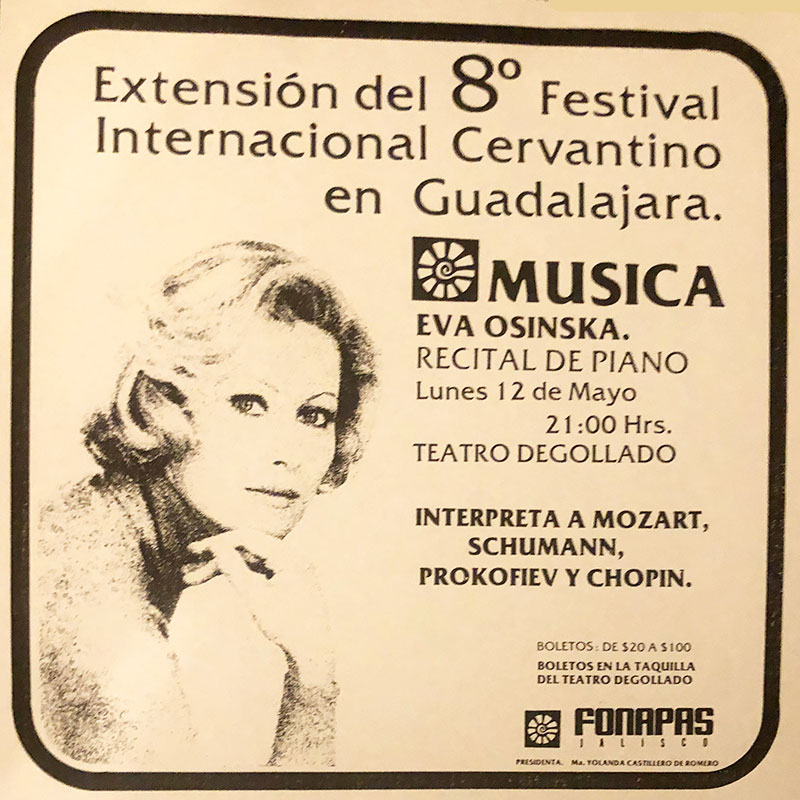 Extensión del 8º Festival
Internacional Cervantino
en Guadalajara.
MUSICA
EVA OSINSKA.
RECITAL DE PIANO
Lunes 12 de Mayo
21:00 Hrs.
TEATRO DEGOLLADO
INTERPRETA A MOZART,
SCHUMANN,
PROKOFIEV Y CHOPIN.
BOLETOS: DE $20 A $100
BOLETOS EN LA TAQUILLA
DEL TEATRO DEGOLLADO
FONAPAS
JALISCO
PRESIDENTA. Ma. YOLANDA CASTILLERO DE ROMERO